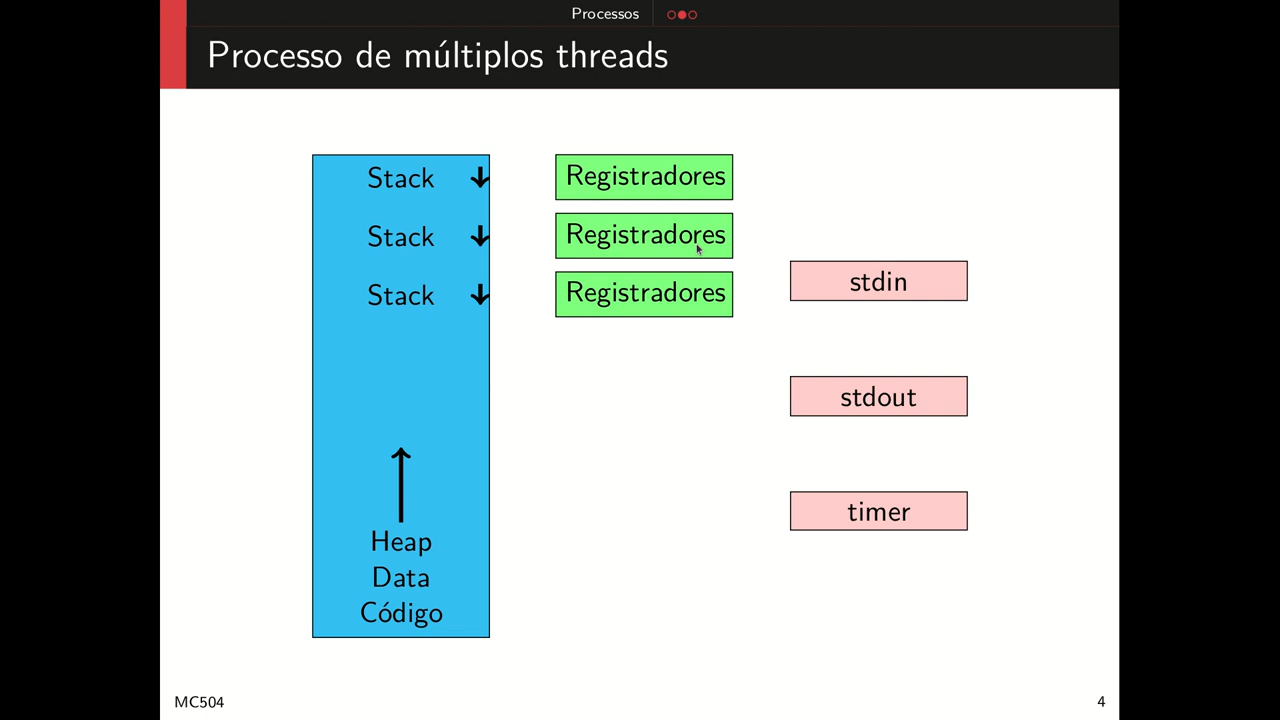 Processos
Processo de múltiplos threads
Stack
Registradores
Stack
Registradores
Stack
Registradores
stdin
stdout
timer
Heap
Data
Código
MC504
4